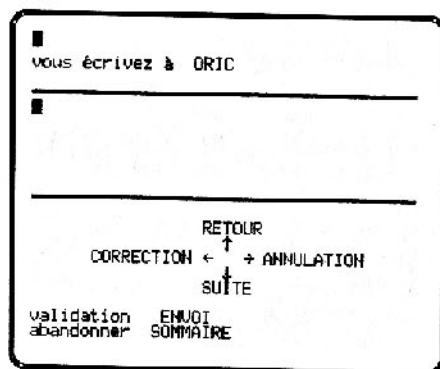 vous écrivez à ORIC
RETOUR
↑
CORRECTION ← → ANNULATION
↓
SUITE
validation ENVOI
abandonner SOMMAIRE